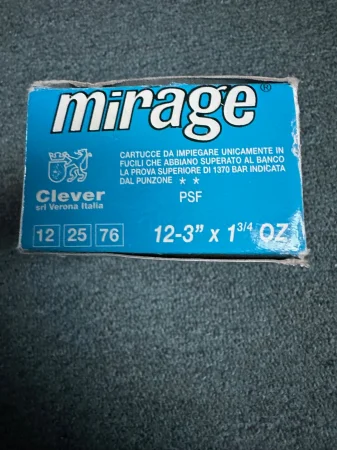 mirage®
CARTUCCE DA IMPIEGARE UNICAMENTE IN
FUCILI CHE ABBIANO SUPERATO AL BANCO
LA PROVA SUPERIORE DI 1370 BAR INDICATA
DAL PUNZONE * *
PSF
Clever
srl Verona Italia
12 25 76
12-3" x 1 3/4 OZ